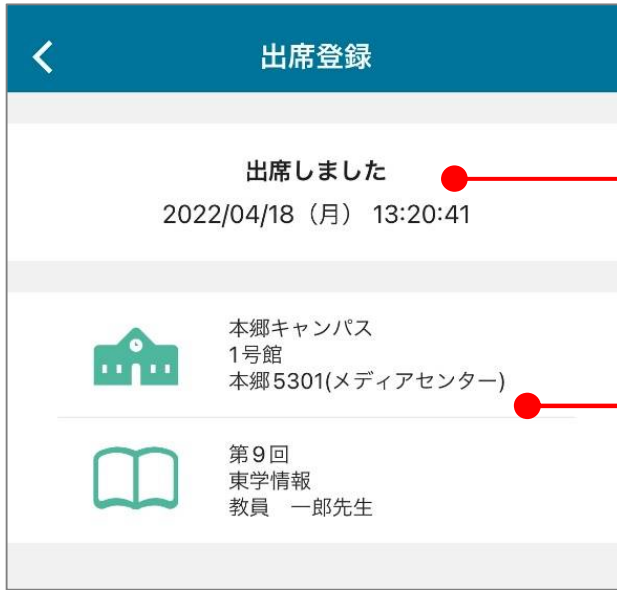 出席登録
出席しました
2022/04/18（月） 13:20:41
本郷キャンパス
1号館
本郷5301(メディアセンター)
第9回
東学情報
教員　一郎先生